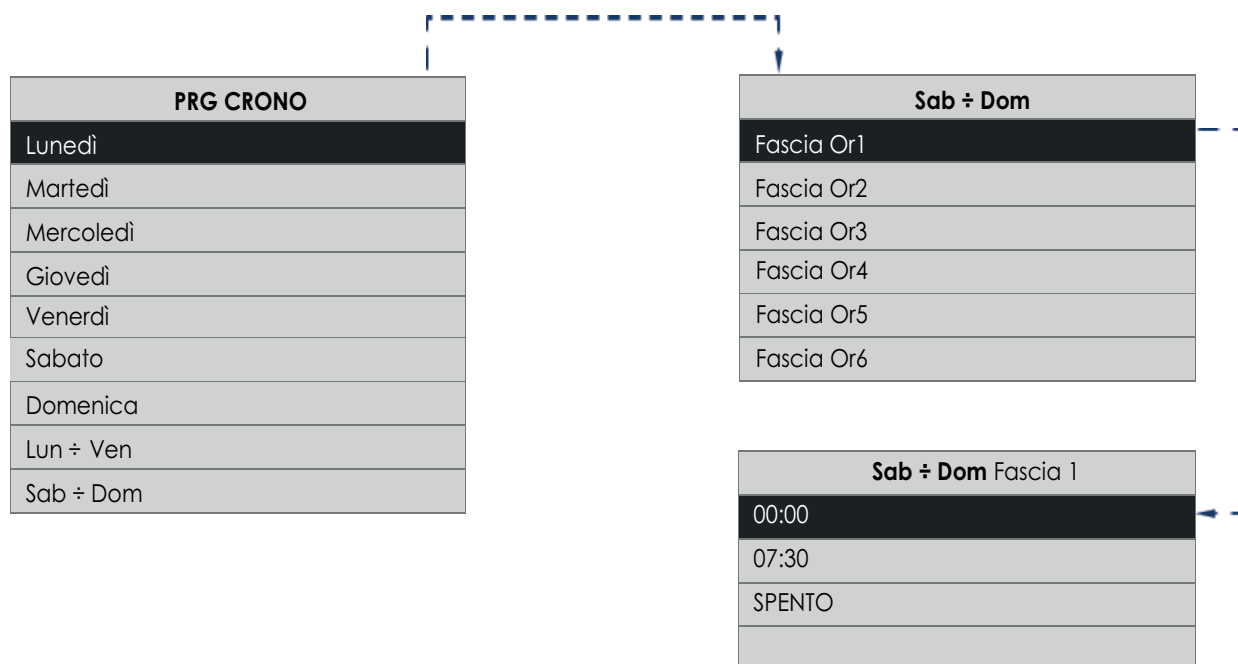 PRG CRONO
Lunedì
Martedì
Mercoledì
Giovedì
Venerdì
Sabato
Domenica
Lun ÷ Ven
Sab ÷ Dom
Sab ÷ Dom
Fascia Or1
Fascia Or2
Fascia Or3
Fascia Or4
Fascia Or5
Fascia Or6
Sab ÷ Dom Fascia 1
00:00
07:30
SPENTO